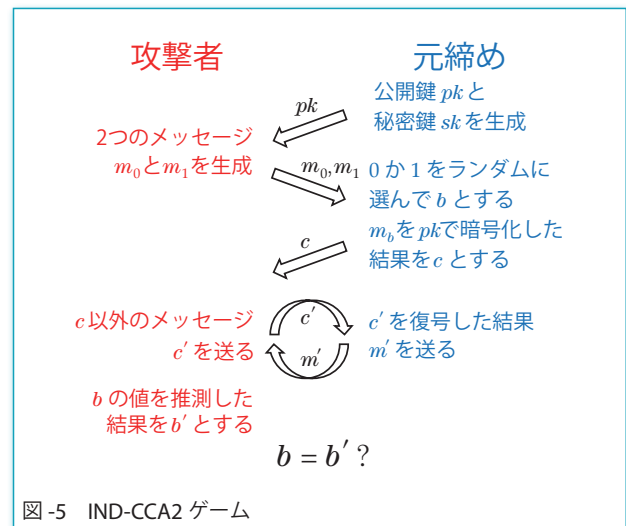 攻撃者
元締め
公開鍵 pk と
秘密鍵 sk を生成
pk
2つのメッセージ
m₀とm₁を生成
m₀, m₁
0 か 1 をランダムに
選んで b とする
m_bをpkで暗号化した
結果をc とする
c
c 以外のメッセージ
c′ を送る
c′
m′
c′ を復号した結果
m′ を送る
b の値を推測した
結果をb′ とする
b = b′ ?
図 -5 IND-CCA2 ゲーム